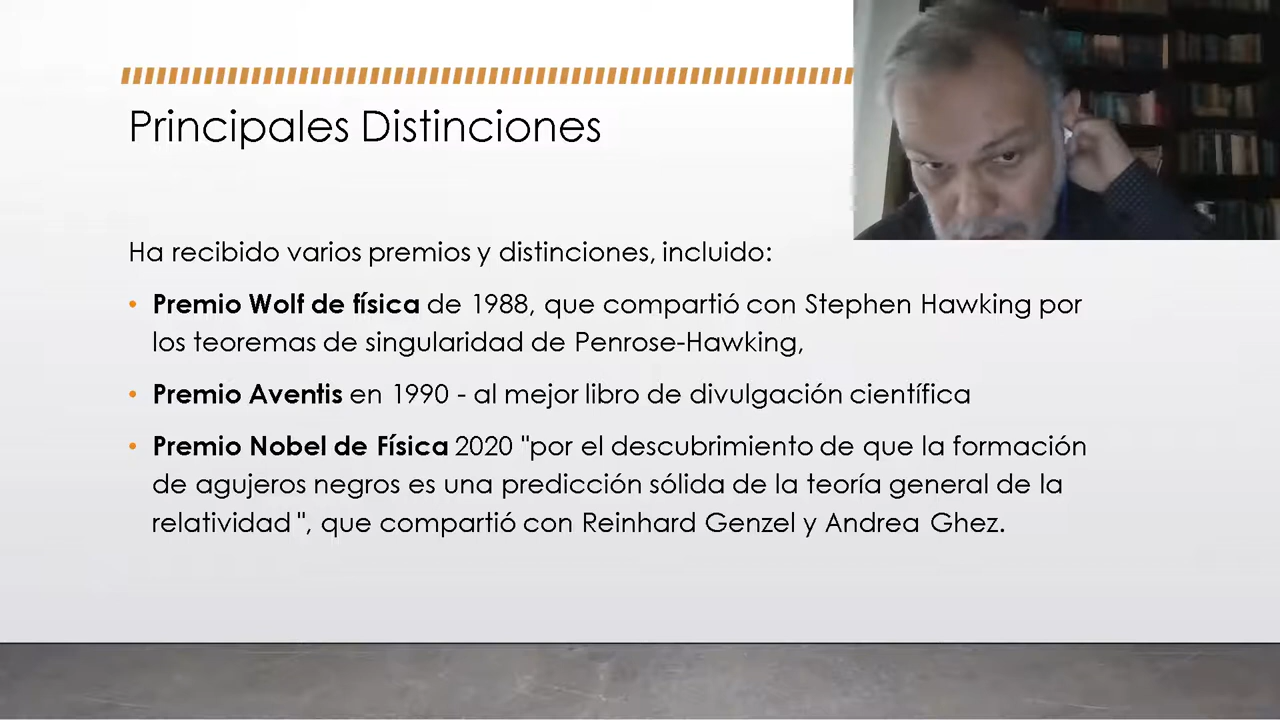 Principales Distinciones
Ha recibido varios premios y distinciones, incluido:
• Premio Wolf de física de 1988, que compartió con Stephen Hawking por
los teoremas de singularidad de Penrose-Hawking,
• Premio Aventis en 1990 - al mejor libro de divulgación científica
• Premio Nobel de Física 2020 "por el descubrimiento de que la formación
de agujeros negros es una predicción sólida de la teoría general de la
relatividad ", que compartió con Reinhard Genzel y Andrea Ghez.